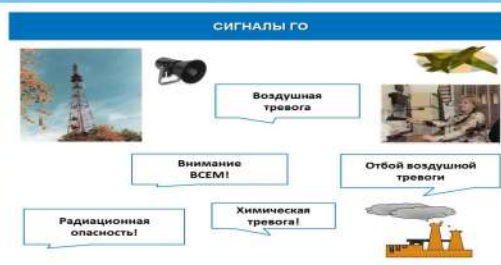 СИГНАЛЫ ГО
Воздушная
тревога
Внимание
ВСЕМ!
Отбой воздушной
тревоги
Радиационная
опасность!
Химическая
тревога!